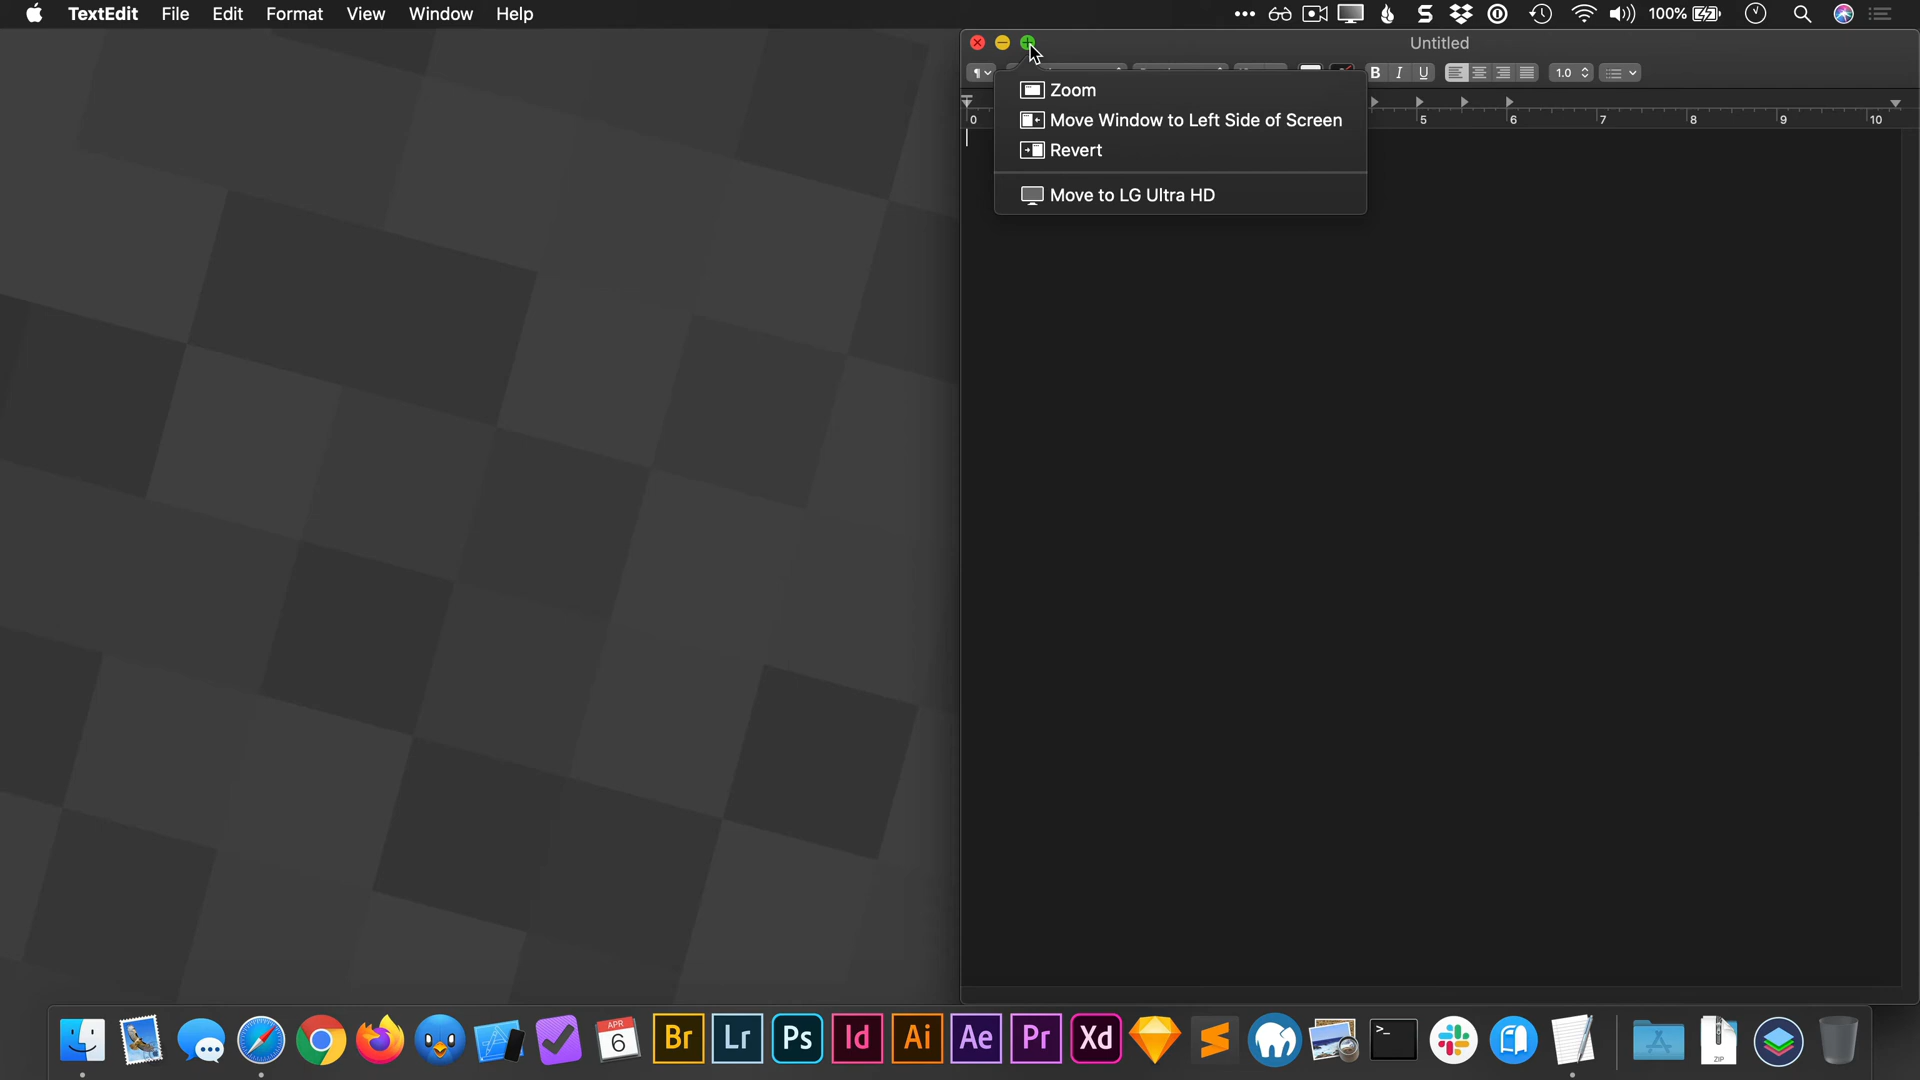 TextEdit File Edit Format View Window Help 100%
Untitled
B I U 1.0
Zoom
Move Window to Left Side of Screen
Revert
Move to LG Ultra HD
0 5 6 7 8 9 10
APR
6
Br Lr Ps Id Ai Ae Pr Xd
ZIP